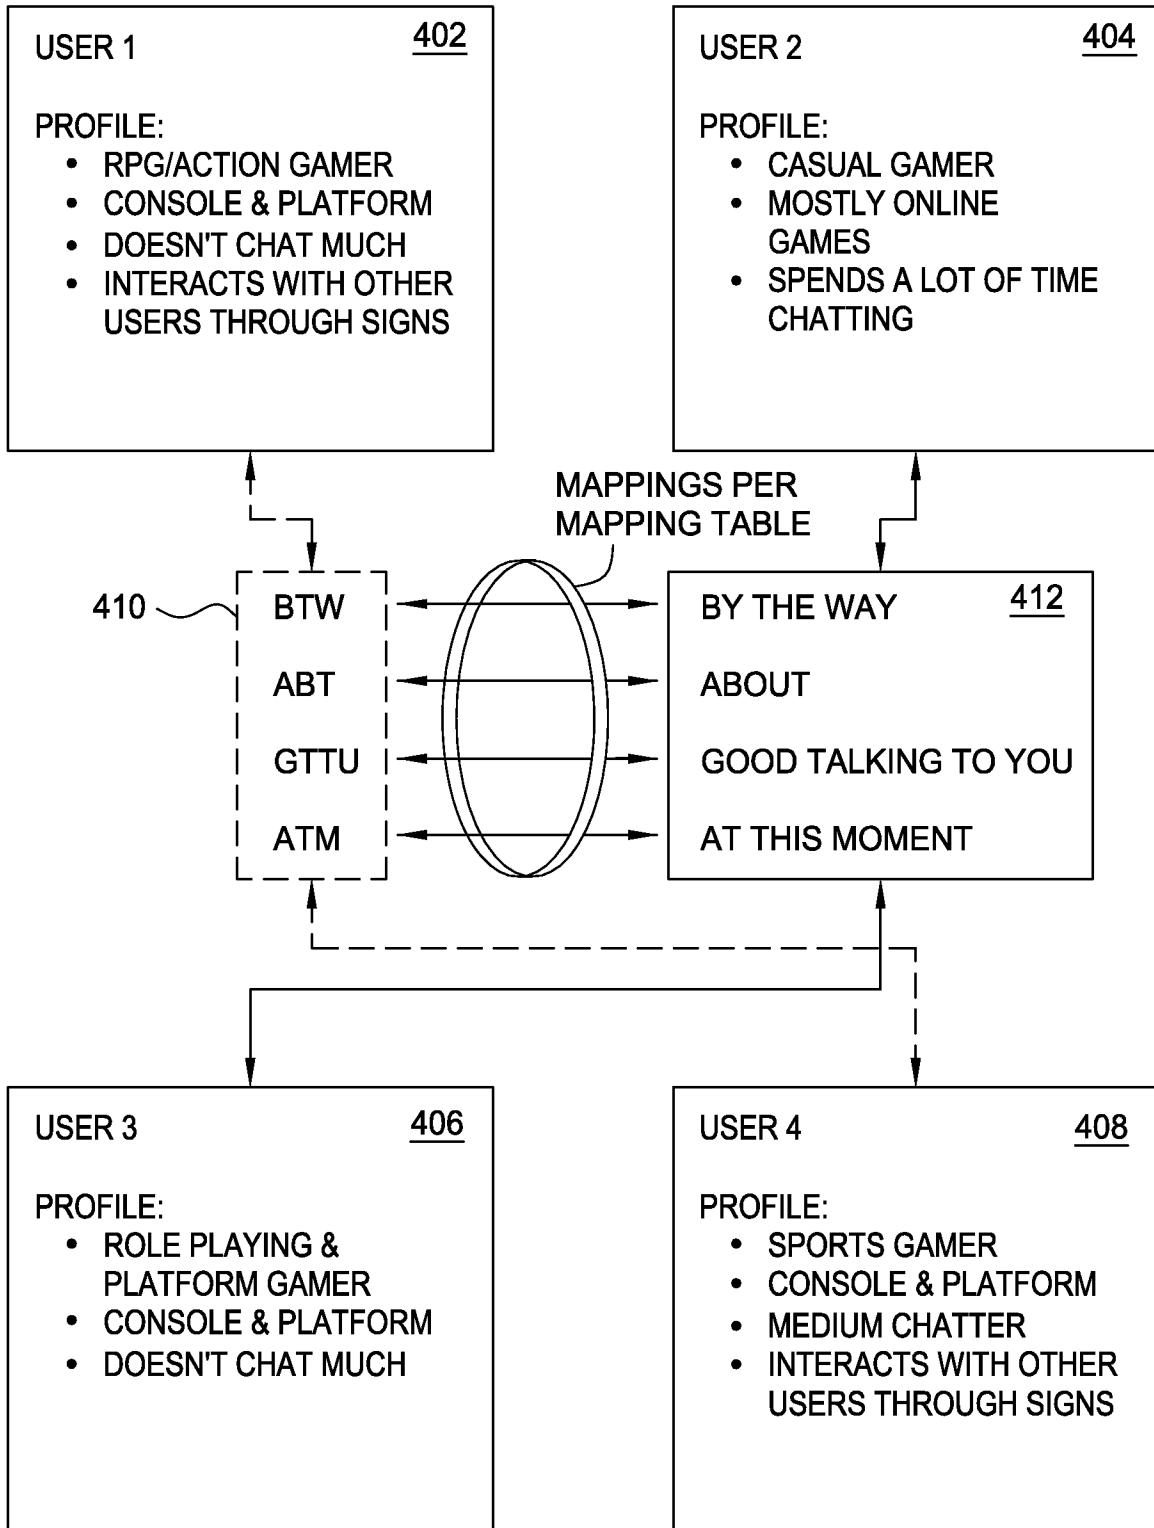 USER 1 402
PROFILE:
• RPG/ACTION GAMER
• CONSOLE & PLATFORM
• DOESN'T CHAT MUCH
• INTERACTS WITH OTHER
USERS THROUGH SIGNS
USER 2 404
PROFILE:
• CASUAL GAMER
• MOSTLY ONLINE
GAMES
• SPENDS A LOT OF TIME
CHATTING
MAPPINGS PER
MAPPING TABLE
410
BTW
ABT
GTTU
ATM
412
BY THE WAY
ABOUT
GOOD TALKING TO YOU
AT THIS MOMENT
USER 3 406
PROFILE:
• ROLE PLAYING &
PLATFORM GAMER
• CONSOLE & PLATFORM
• DOESN'T CHAT MUCH
USER 4 408
PROFILE:
• SPORTS GAMER
• CONSOLE & PLATFORM
• MEDIUM CHATTER
• INTERACTS WITH OTHER
USERS THROUGH SIGNS